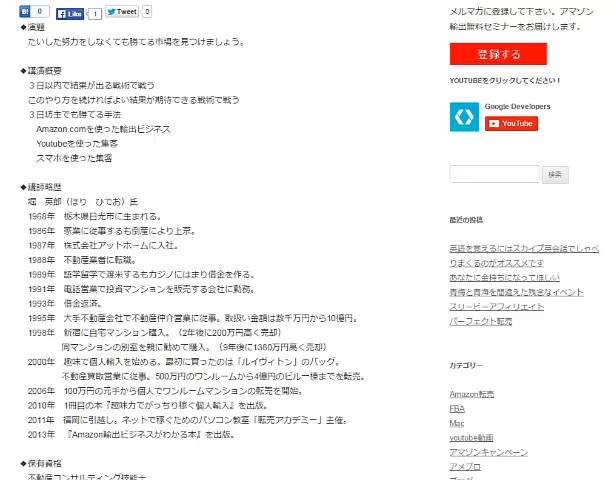 B! 0 Like 1 Tweet 0
◆演題
たいした努力をしなくても勝てる市場を見つけましょう。
◆講演概要
３日以内で結果が出る戦術で戦う
このやり方を続ければよい結果が期待できる戦術で戦う
３日坊主でも勝てる手法
Amazon.comを使った輸出ビジネス
Youtubeを使った集客
スマホを使った集客
◆講師略歴
堀　英郎（ほり　ひでお）氏
1968年　栃木県日光市に生まれる。
1986年　家業に従事するも倒産により上京。
1987年　株式会社アットホームに入社。
1988年　不動産業者に転職。
1989年　語学留学で渡米するもカジノにはまり借金を作る。
1991年　電話営業で投資マンションを販売する会社に勤務。
1993年　借金返済。
1995年　大手不動産会社で不動産仲介営業に従事。取扱い金額は数千万円から10億円。
1998年　新宿に自宅マンション購入。（2年後に200万円高く売却）
同マンションの別室を親に勧めて購入。（9年後に1380万円高く売却）
2000年　趣味で個人輸入を始める。最初に買ったのは「ルイヴィトン」のバッグ。
不動産買取営業に従事。500万円のワンルームから4億円のビル一棟までを転売。
2006年　100万円の元手から個人でワンルームマンションの転売を開始。
2010年　1冊目の本『趣味力でがっちり稼ぐ個人輸入』を出版。
2011年　福岡に引越し。ネットで稼ぐためのパソコン教室「転売アカデミー」主催。
2013年　『Amazon輸出ビジネスがわかる本』を出版。
◆保有資格
不動産コンサルティング技能士
メルマガに登録して下さい。アマゾン
輸出無料セミナーをお届けします。
登録する
YOUTUBEをクリックしてください！
Google Developers
YouTube
検索
最近の投稿
英語を覚えるにはスカイプ英会話でしゃべ
りまくるのがオススメです
あなたに金持ちになってほしい
青梅と青海を間違えた残念なイベント
スリーピーアフィリエイト
パーフェクト転売
カテゴリー
Amazon転売
FBA
Mac
youtube動画
アマゾンキャンペーン
アメブロ